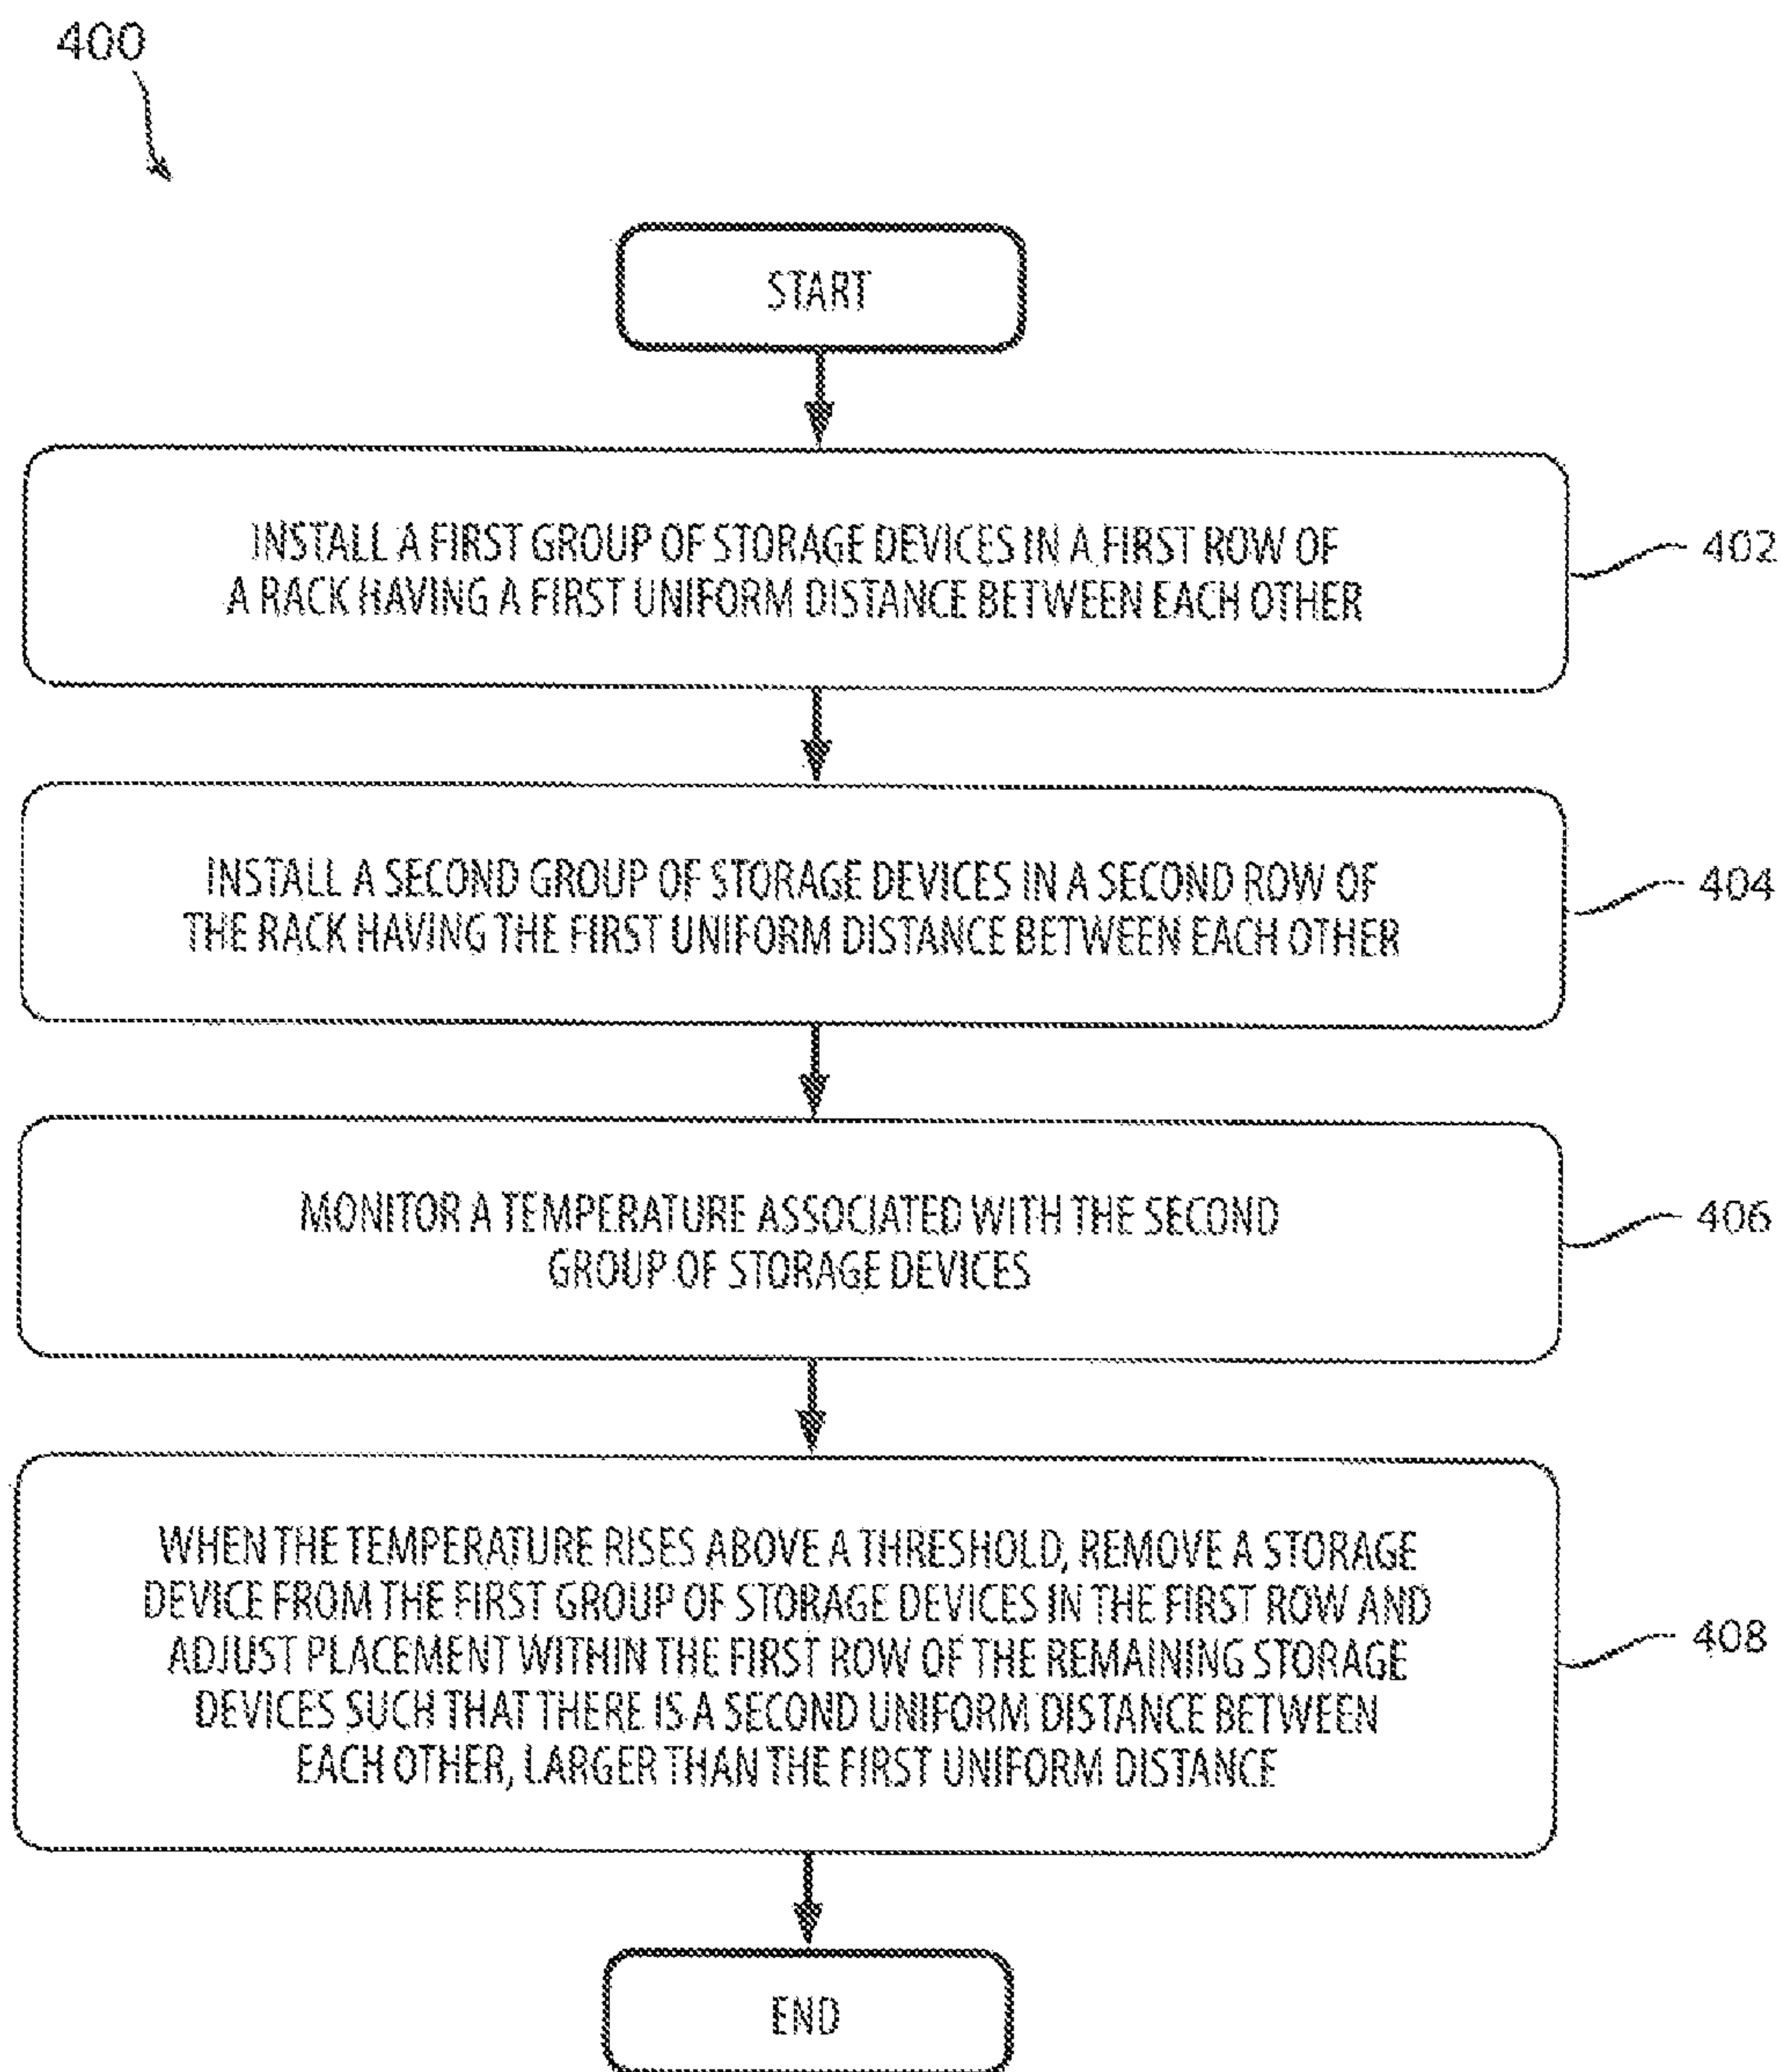 400
START
INSTALL A FIRST GROUP OF STORAGE DEVICES IN A FIRST ROW OF
A RACK HAVING A FIRST UNIFORM DISTANCE BETWEEN EACH OTHER
402
INSTALL A SECOND GROUP OF STORAGE DEVICES IN A SECOND ROW OF
THE RACK HAVING THE FIRST UNIFORM DISTANCE BETWEEN EACH OTHER
404
MONITOR A TEMPERATURE ASSOCIATED WITH THE SECOND
GROUP OF STORAGE DEVICES
406
WHEN THE TEMPERATURE RISES ABOVE A THRESHOLD, REMOVE A STORAGE
DEVICE FROM THE FIRST GROUP OF STORAGE DEVICES IN THE FIRST ROW AND
ADJUST PLACEMENT WITHIN THE FIRST ROW OF THE REMAINING STORAGE
DEVICES SUCH THAT THERE IS A SECOND UNIFORM DISTANCE BETWEEN
EACH OTHER, LARGER THAN THE FIRST UNIFORM DISTANCE
408
END